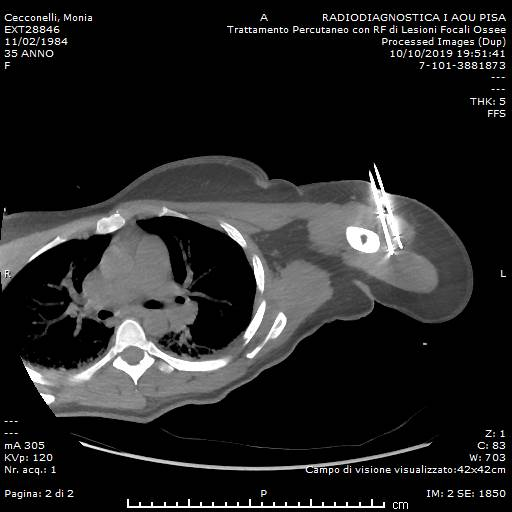 Cecconelli, Monia
EXT28846
11/02/1984
35 ANNO
F
A
RADIODIAGNOSTICA I AOU PISA
Trattamento Percutaneo con RF di Lesioni Focali Ossee
Processed Images (Dup)
10/10/2019 19:51:41
7-101-3881873
---
---
THK: 5
FFS
R
L
---
---
mA 305
KVp: 120
Nr. acq.: 1
Z: 1
C: 83
W: 703
Campo di visione visualizzato:42x42cm
Pagina: 2 di 2
P
cm
IM: 2 SE: 1850